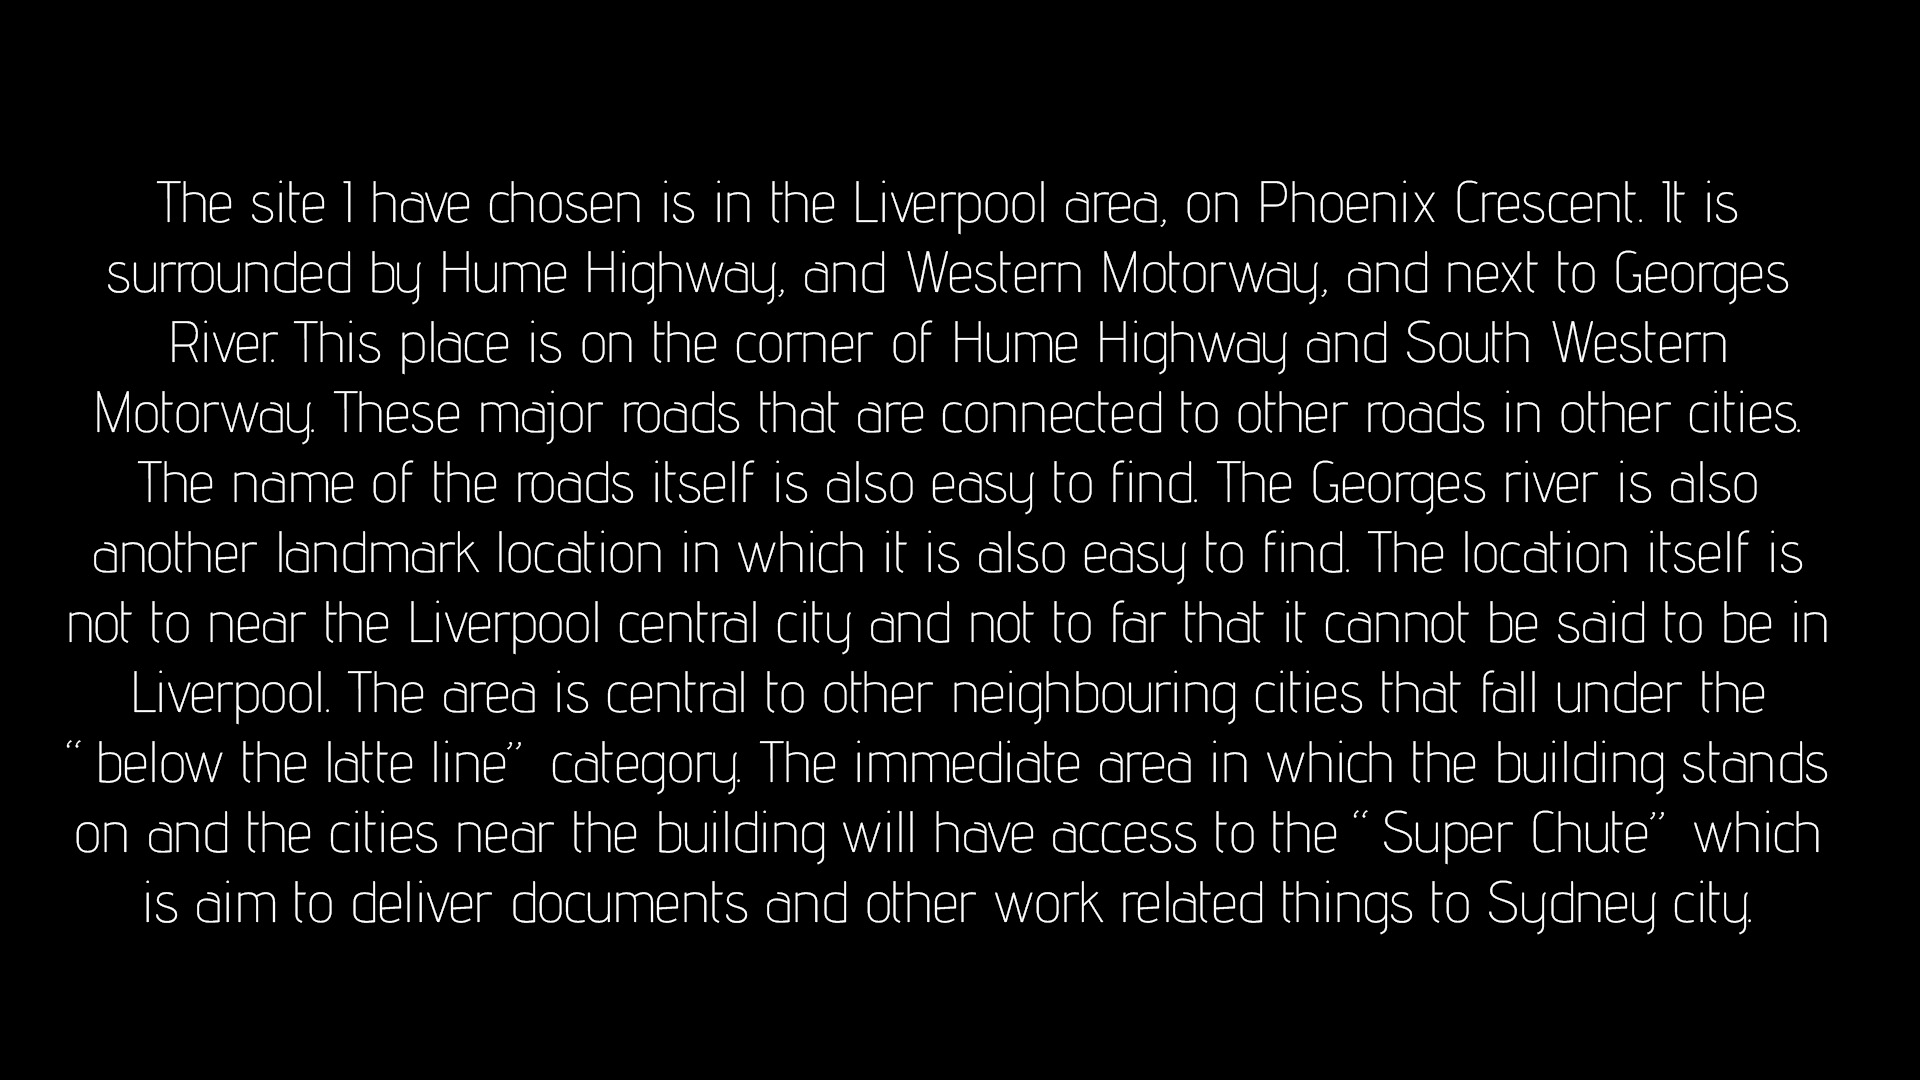 The site I have chosen is in the Liverpool area, on Phoenix Crescent. It is
surrounded by Hume Highway, and Western Motorway, and next to Georges
River. This place is on the corner of Hume Highway and South Western
Motorway. These major roads that are connected to other roads in other cities.
The name of the roads itself is also easy to find. The Georges river is also
another landmark location in which it is also easy to find. The location itself is
not to near the Liverpool central city and not to far that it cannot be said to be in
Liverpool. The area is central to other neighbouring cities that fall under the
“ below the latte line”  category. The immediate area in which the building stands
on and the cities near the building will have access to the “ Super Chute”  which
is aim to deliver documents and other work related things to Sydney city.